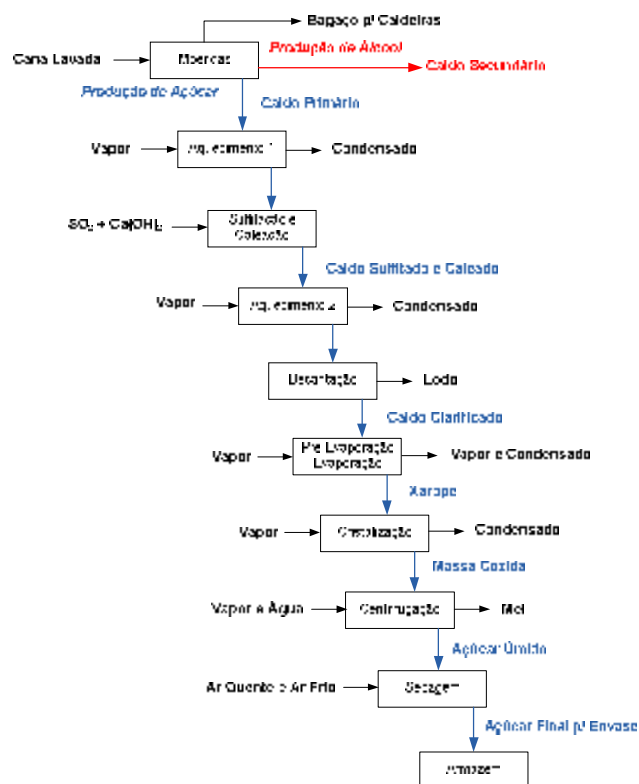 Bagaço p/ Caldeiras
Produção de Álcool
Cana Lavada
Moendas
Caldo Secundário
Produção de Açúcar
Caldo Primário
Vapor
Aquecimento 1
Condensado
SO₂ + Ca(OH)₂
Sulfitação e
Caleação
Caldo Sulfitado e Caleado
Vapor
Aquecimento 2
Condensado
Decantação
Lodo
Caldo Clarificado
Vapor
Pré Evaporação
Evaporação
Vapor e Condensado
Xarope
Vapor
Cristalização
Condensado
Massa Cozida
Vapor e Água
Centrifugação
Mel
Açúcar Úmido
Ar Quente e Ar Frio
Secagem
Açúcar Final p/ Envase
Armazém